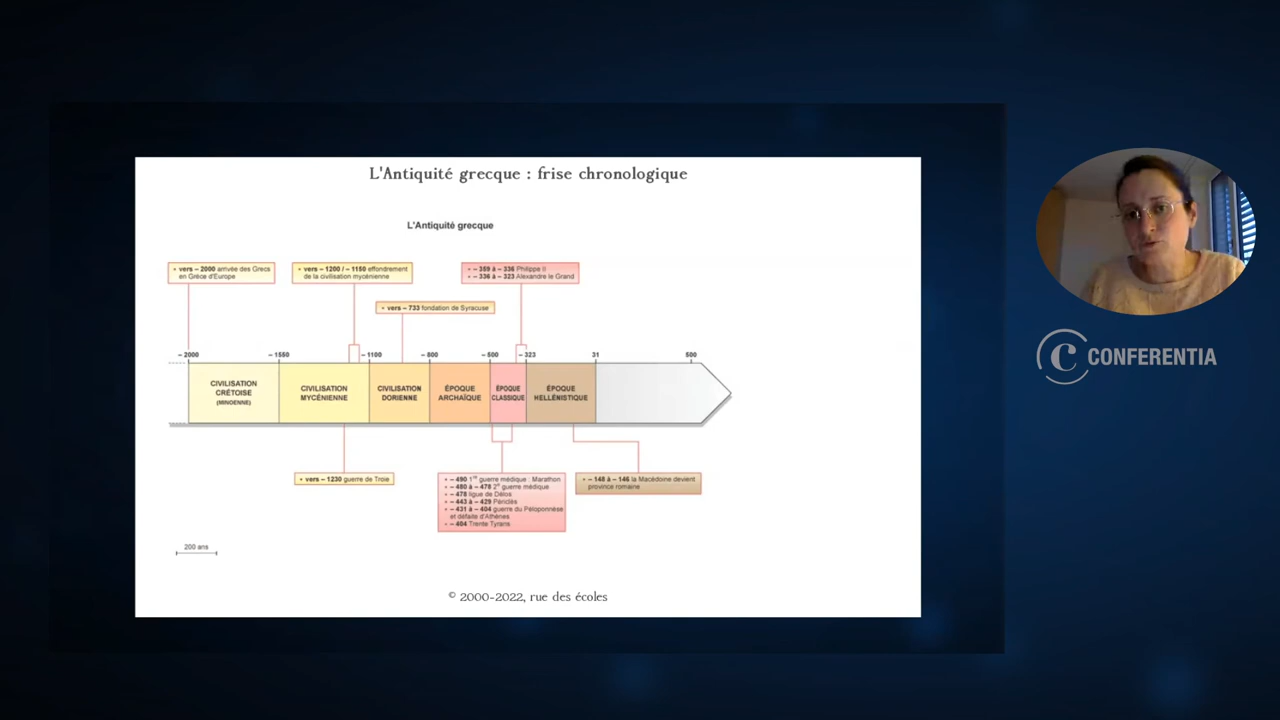 L'Antiquité grecque : frise chronologique
L'Antiquité grecque
• vers – 2000 arrivée des Grecs
en Grèce d'Europe
• vers – 1200 / – 1150 effondrement
de la civilisation mycénienne
• – 359 à – 336 Philippe II
• – 336 à – 323 Alexandre le Grand
• vers – 733 fondation de Syracuse
– 2000
– 1550
– 1100
– 800
– 500
– 323
31
500
CIVILISATION
CRÉTOISE
(MINOENNE)
CIVILISATION
MYCÉNIENNE
CIVILISATION
DORIENNE
ÉPOQUE
ARCHAÏQUE
ÉPOQUE
CLASSIQUE
ÉPOQUE
HELLÉNISTIQUE
• vers – 1230 guerre de Troie
• – 490 1re guerre médique : Marathon
• – 480 à – 478 2e guerre médique
• – 478 ligue de Délos
• – 443 à – 429 Périclès
• – 431 à – 404 guerre du Péloponnèse
et défaite d'Athènes
• – 404 Trente Tyrans
• – 148 à – 146 la Macédoine devient
province romaine
200 ans
© 2000-2022, rue des écoles
C CONFERENTIA